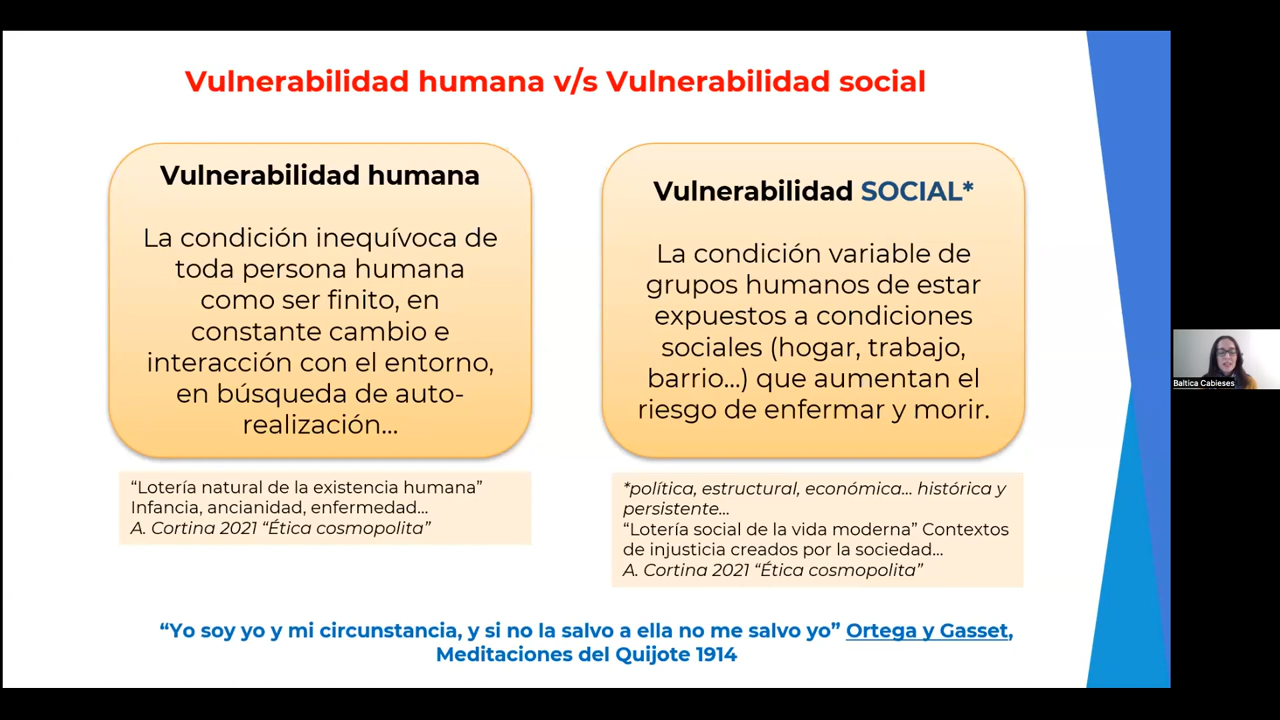 Vulnerabilidad humana v/s Vulnerabilidad social
Vulnerabilidad humana
La condición inequívoca de
toda persona humana
como ser finito, en
constante cambio e
interacción con el entorno,
en búsqueda de auto-
realización...
“Lotería natural de la existencia humana”
Infancia, ancianidad, enfermedad...
A. Cortina 2021 “Ética cosmopolita”
Vulnerabilidad SOCIAL*
La condición variable de
grupos humanos de estar
expuestos a condiciones
sociales (hogar, trabajo,
barrio...) que aumentan el
riesgo de enfermar y morir.
*política, estructural, económica... histórica y
persistente...
“Lotería social de la vida moderna” Contextos
de injusticia creados por la sociedad...
A. Cortina 2021 “Ética cosmopolita”
“Yo soy yo y mi circunstancia, y si no la salvo a ella no me salvo yo” Ortega y Gasset,
Meditaciones del Quijote 1914
Baltica Cabieses